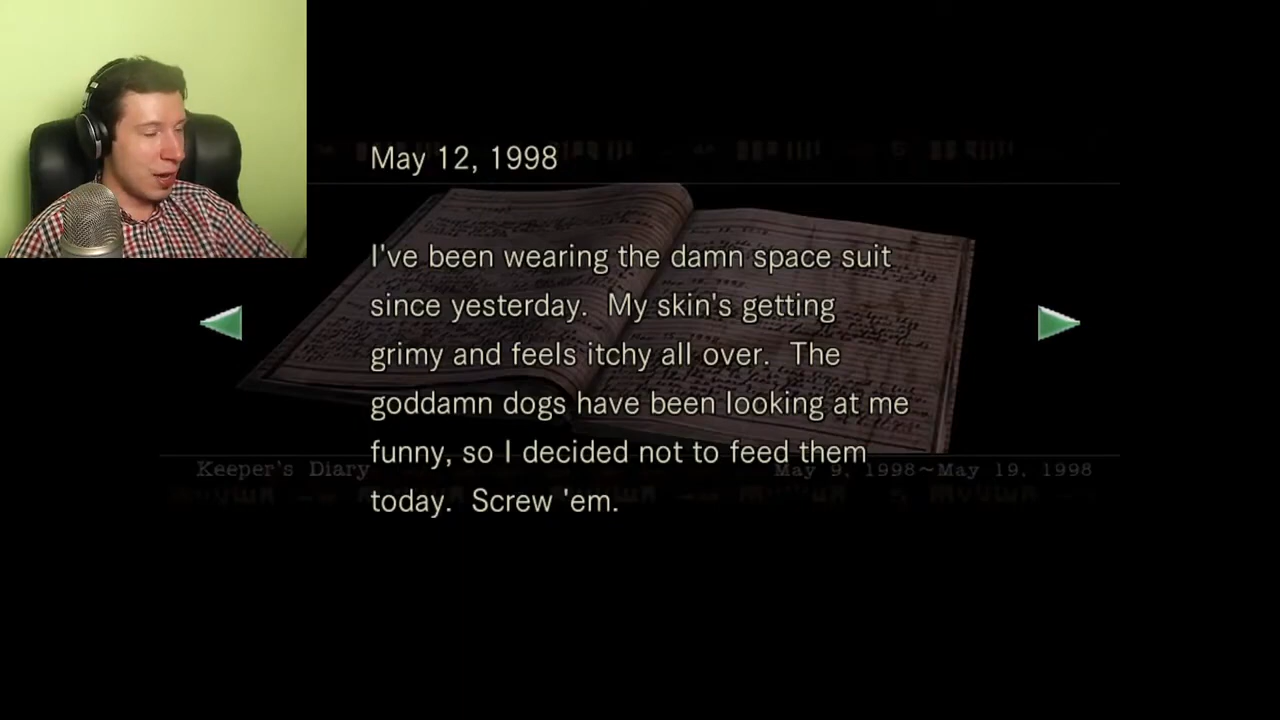 May 12, 1998
I've been wearing the damn space suit
since yesterday.  My skin's getting
grimy and feels itchy all over.  The
goddamn dogs have been looking at me
funny, so I decided not to feed them
today.  Screw 'em.
Keeper's Diary
May 9, 1998~May 19, 1998